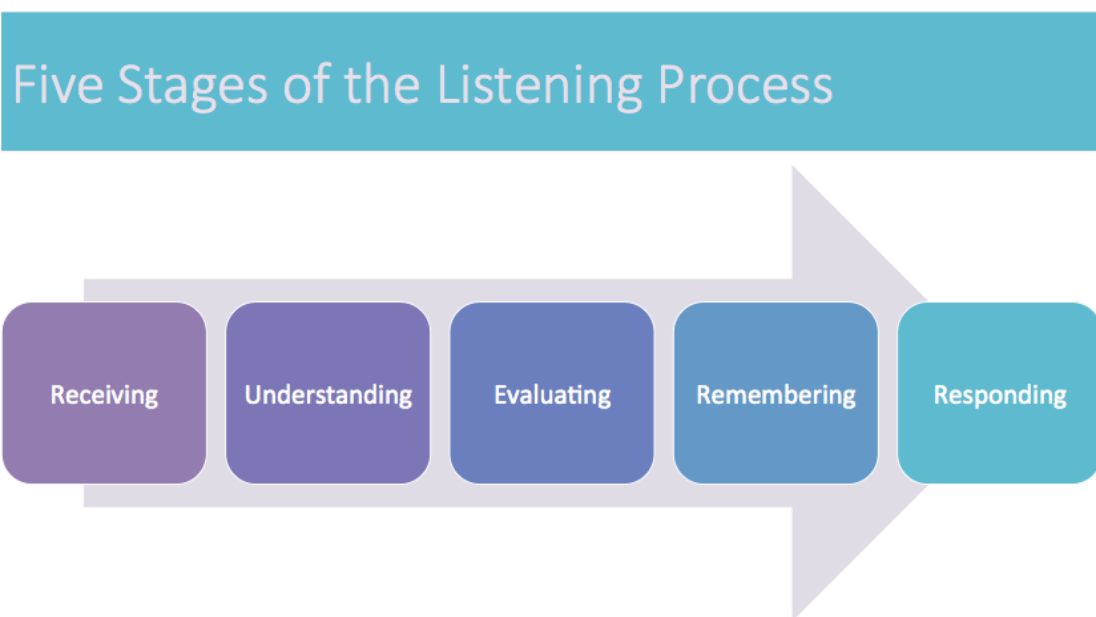 Five Stages of the Listening Process
Receiving
Understanding
Evaluating
Remembering
Responding